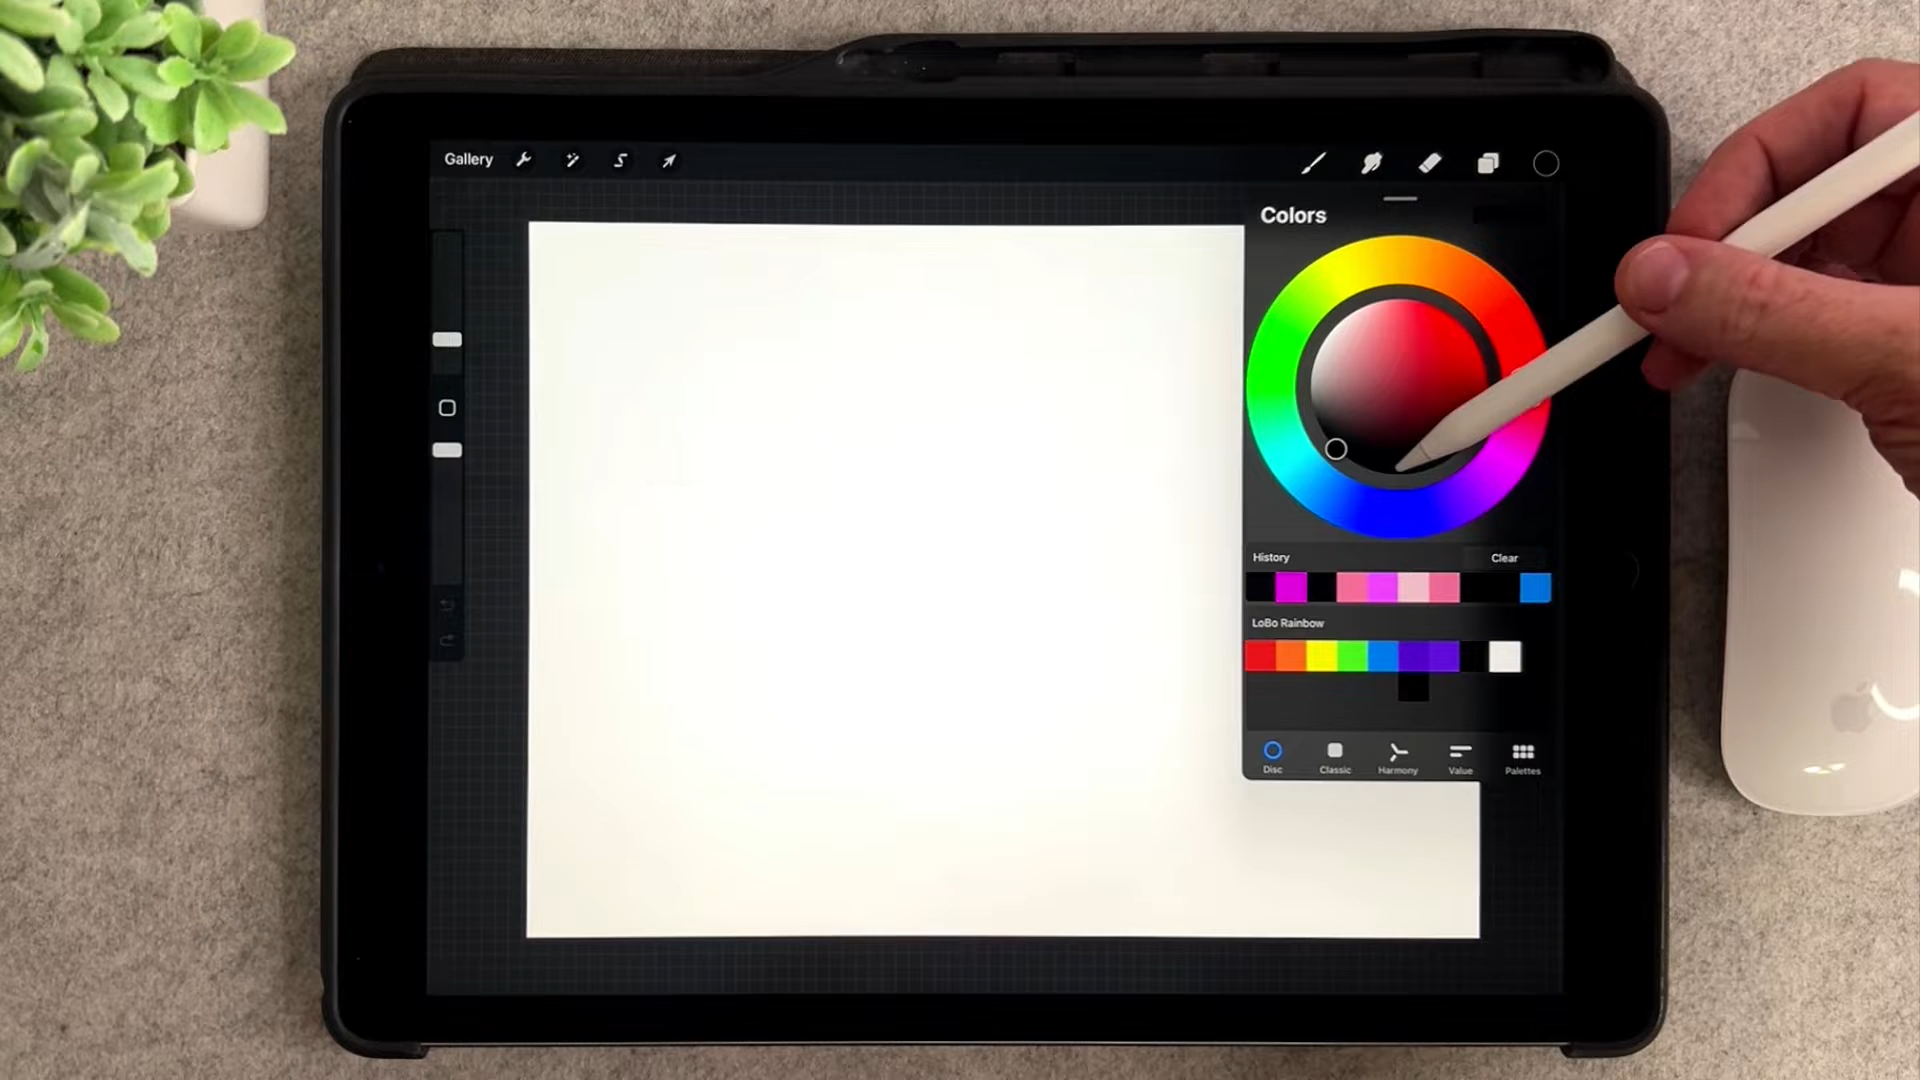 Gallery
Colors
History
Clear
LoBo Rainbow
Disc
Classic
Harmony
Value
Palettes